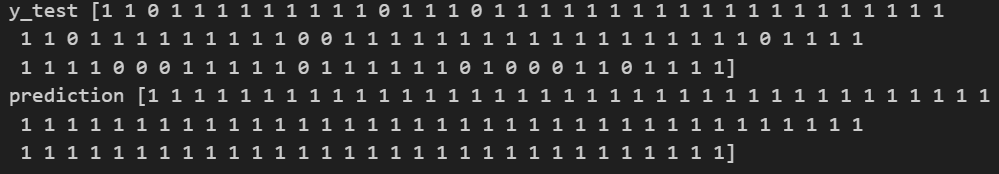 y_test [1 1 0 1 1 1 1 1 1 1 1 1 0 1 1 1 0 1 1 1 1 1 1 1 1 1 1 1 1 1 1 1 1 1 1 1 1
1 1 0 1 1 1 1 1 1 1 1 1 0 0 1 1 1 1 1 1 1 1 1 1 1 1 1 1 1 1 1 1 0 1 1 1 1
1 1 1 1 0 0 0 1 1 1 1 1 0 1 1 1 1 1 1 0 1 0 0 0 1 1 0 1 1 1 1]
prediction [1 1 1 1 1 1 1 1 1 1 1 1 1 1 1 1 1 1 1 1 1 1 1 1 1 1 1 1 1 1 1 1 1 1 1 1 1
1 1 1 1 1 1 1 1 1 1 1 1 1 1 1 1 1 1 1 1 1 1 1 1 1 1 1 1 1 1 1 1 1 1 1 1 1
1 1 1 1 1 1 1 1 1 1 1 1 1 1 1 1 1 1 1 1 1 1 1 1 1 1 1 1 1 1 1]